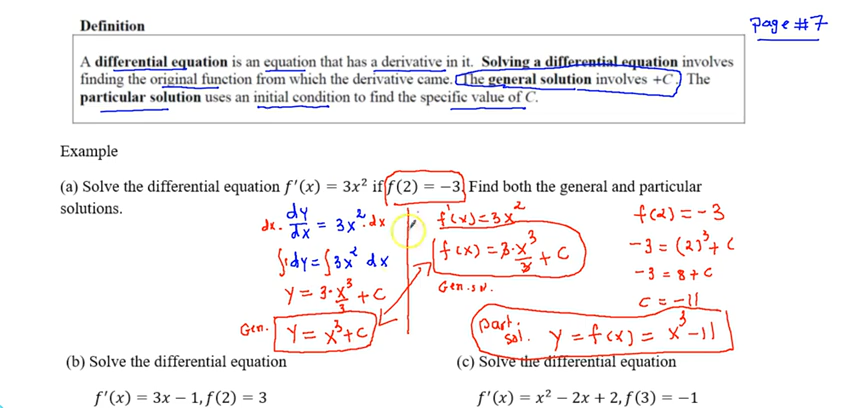 Definition
page #7
A differential equation is an equation that has a derivative in it. Solving a differential equation involves
finding the original function from which the derivative came. The general solution involves +C. The
particular solution uses an initial condition to find the specific value of C.
Example
(a) Solve the differential equation f'(x) = 3x² if f(2) = −3. Find both the general and particular
solutions.
dx. dy/dx = 3x² · dx
∫1dy = ∫3x² dx
y = 3 · x³/3 + C
Gen. y = x³ + C
f'(x) = 3x²
f(x) = 3 · x³/3 + C
Gen. sol.
f(2) = −3
−3 = (2)³ + C
−3 = 8 + C
C = −11
part. sol. y = f(x) = x³ − 11
(b) Solve the differential equation
f'(x) = 3x − 1, f(2) = 3
(c) Solve the differential equation
f'(x) = x² − 2x + 2, f(3) = −1